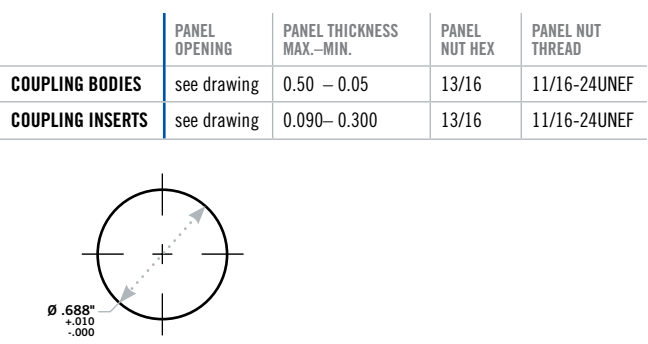 PANEL OPENING PANEL THICKNESS MAX.–MIN. PANEL NUT HEX PANEL NUT THREAD
COUPLING BODIES see drawing 0.50 – 0.05 13/16 11/16-24UNEF
COUPLING INSERTS see drawing 0.090– 0.300 13/16 11/16-24UNEF
Ø .688"
+.010
-.000